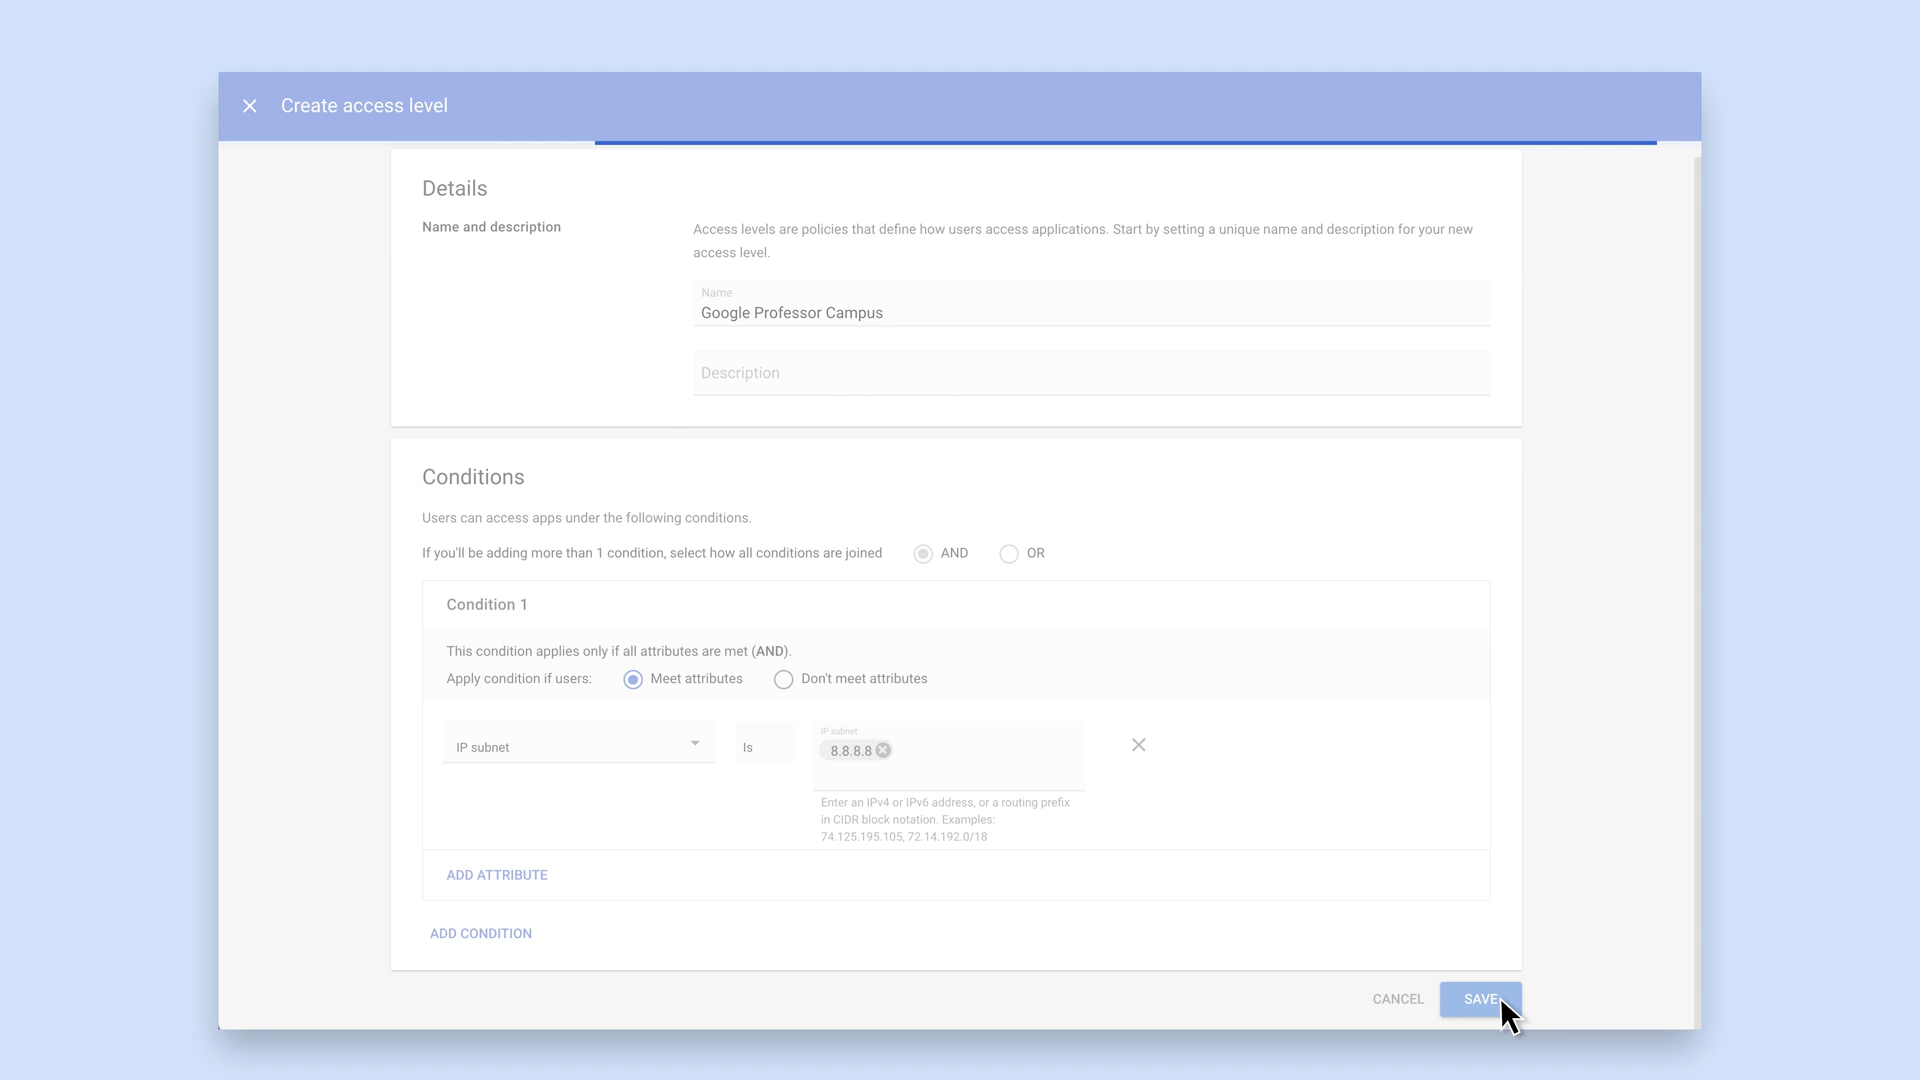 Create access level
Details
Name and description
Access levels are policies that define how users access applications. Start by setting a unique name and description for your new
access level.
Name
Google Professor Campus
Description
Conditions
Users can access apps under the following conditions.
If you'll be adding more than 1 condition, select how all conditions are joined
AND
OR
Condition 1
This condition applies only if all attributes are met (AND).
Apply condition if users:
Meet attributes
Don't meet attributes
IP subnet
Is
IP subnet
8.8.8.8
Enter an IPv4 or IPv6 address, or a routing prefix
in CIDR block notation. Examples:
74.125.195.105, 72.14.192.0/18
ADD ATTRIBUTE
ADD CONDITION
CANCEL
SAVE